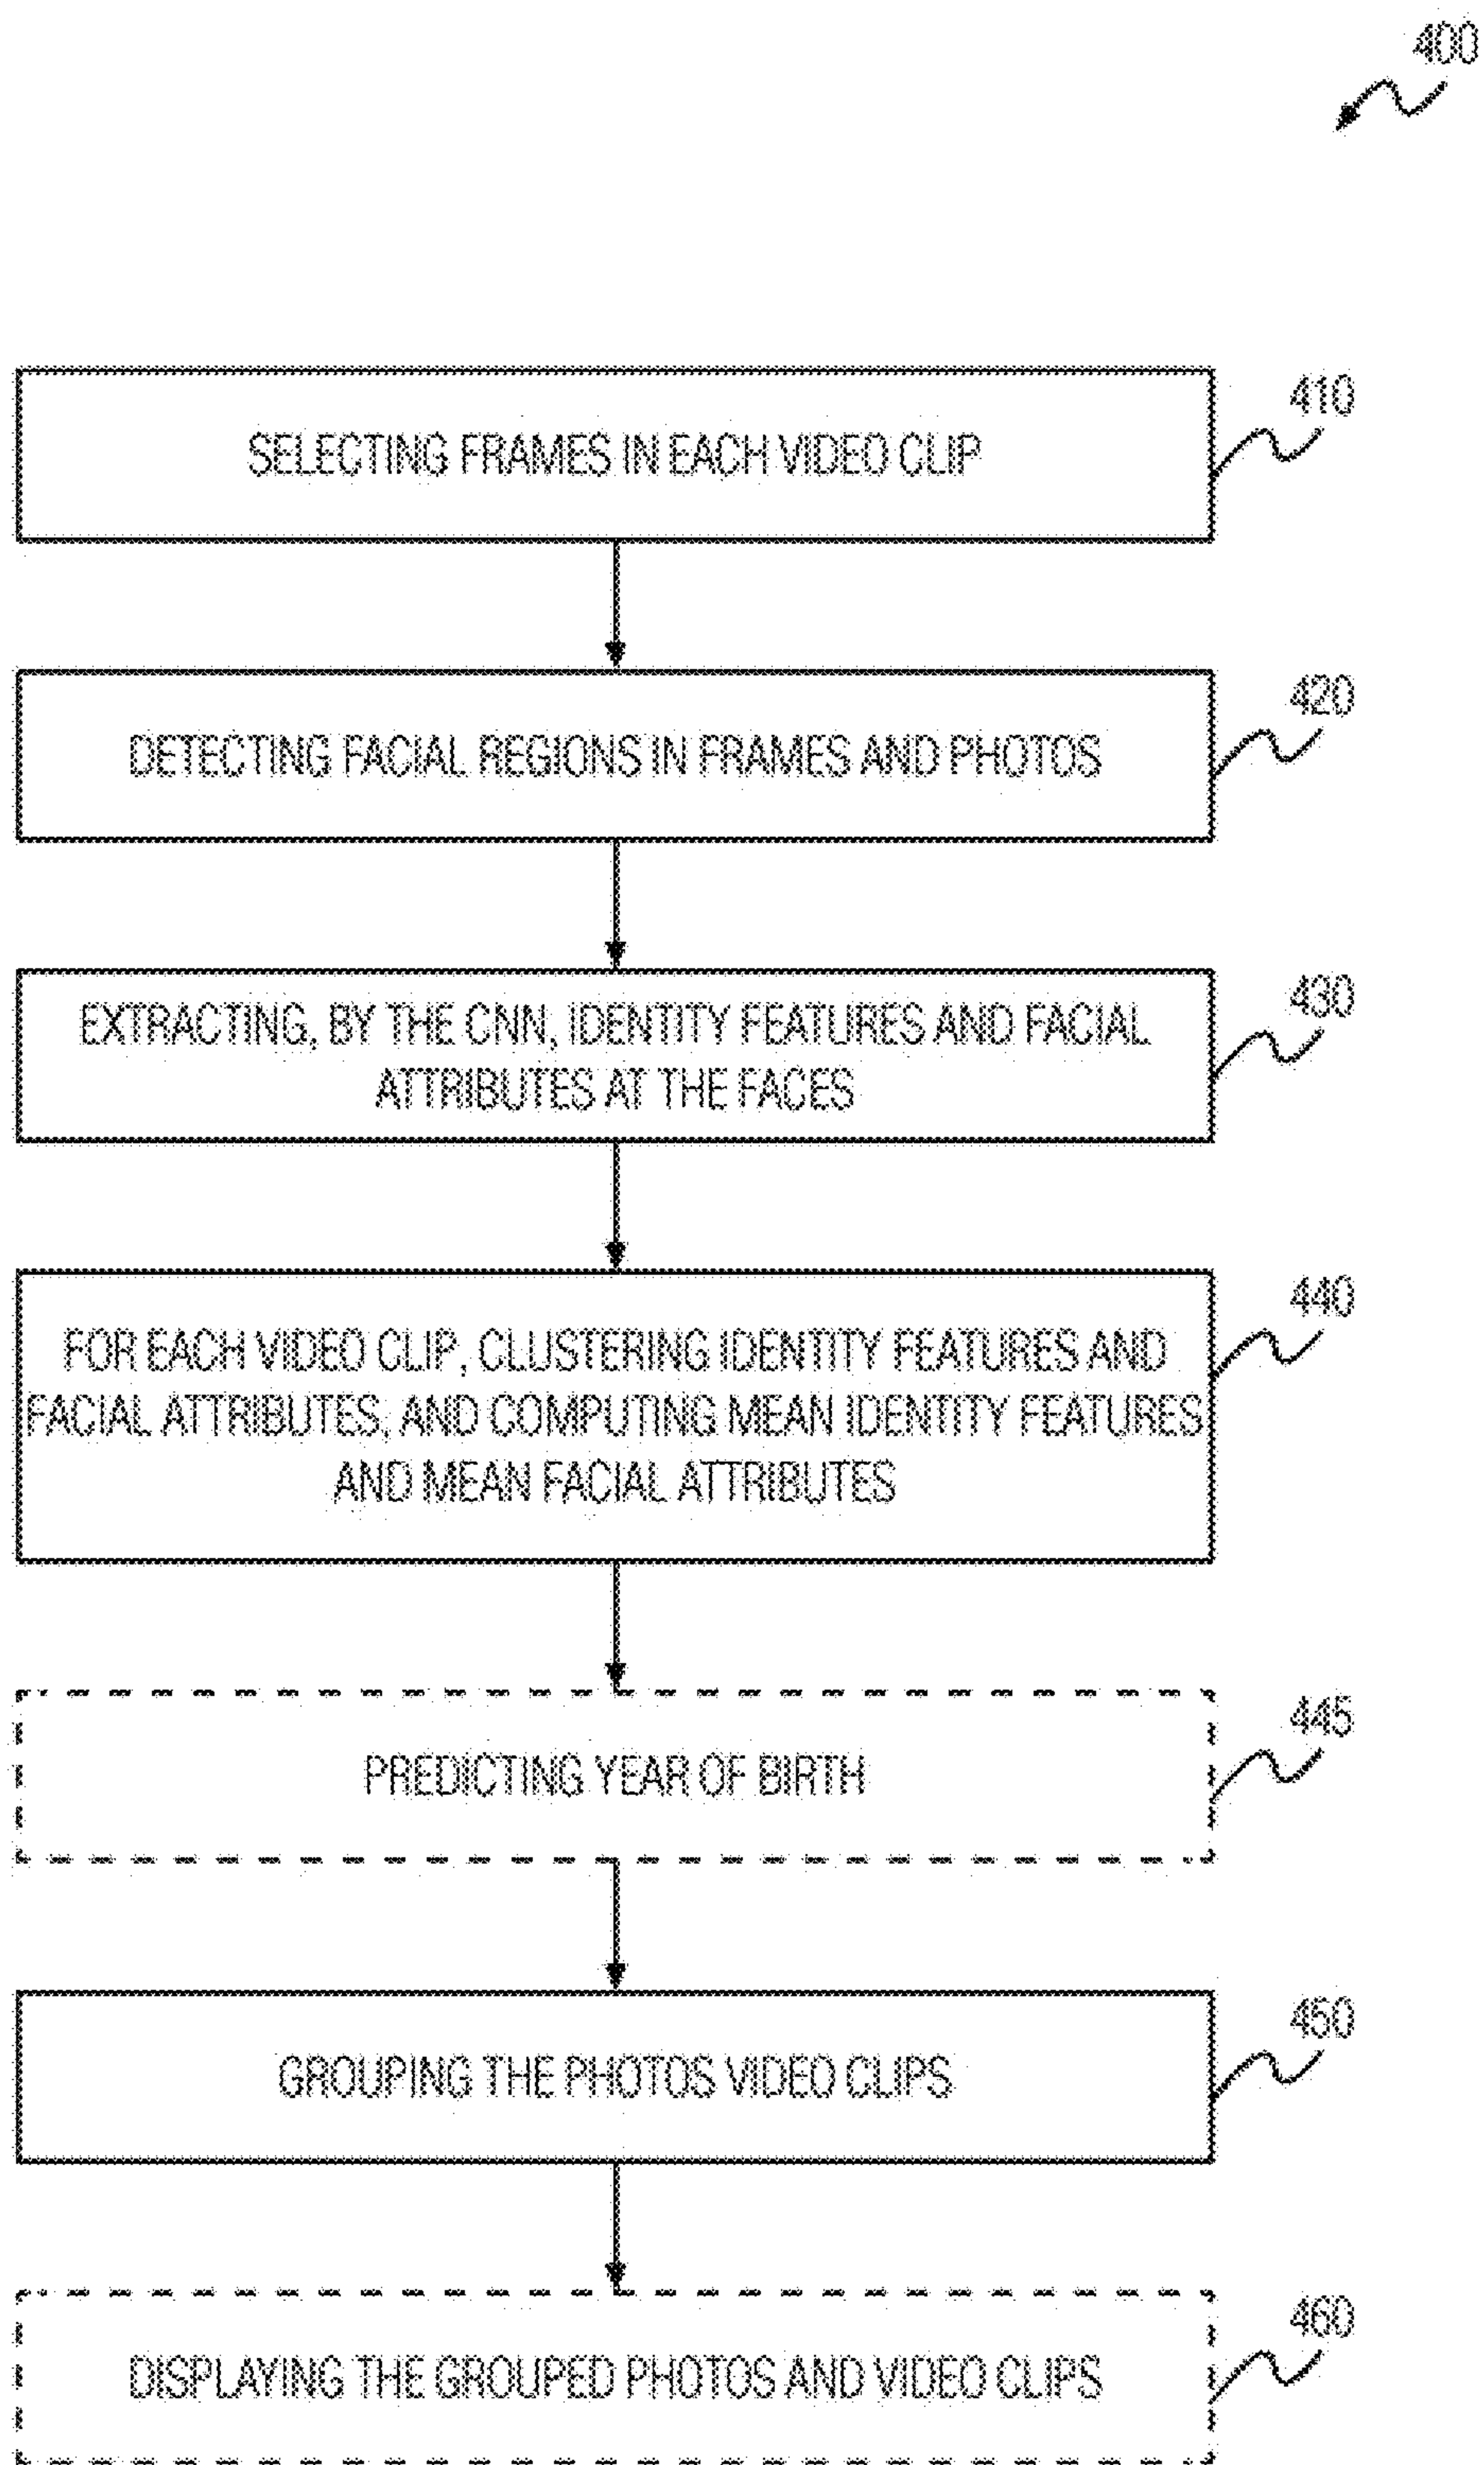 400
SELECTING FRAMES IN EACH VIDEO CLIP
410
DETECTING FACIAL REGIONS IN FRAMES AND PHOTOS
420
EXTRACTING, BY THE CNN, IDENTITY FEATURES AND FACIAL
ATTRIBUTES AT THE FACES
430
FOR EACH VIDEO CLIP, CLUSTERING IDENTITY FEATURES AND
FACIAL ATTRIBUTES, AND COMPUTING MEAN IDENTITY FEATURES
AND MEAN FACIAL ATTRIBUTES
440
PREDICTING YEAR OF BIRTH
445
GROUPING THE PHOTOS VIDEO CLIPS
450
DISPLAYING THE GROUPED PHOTOS AND VIDEO CLIPS
460